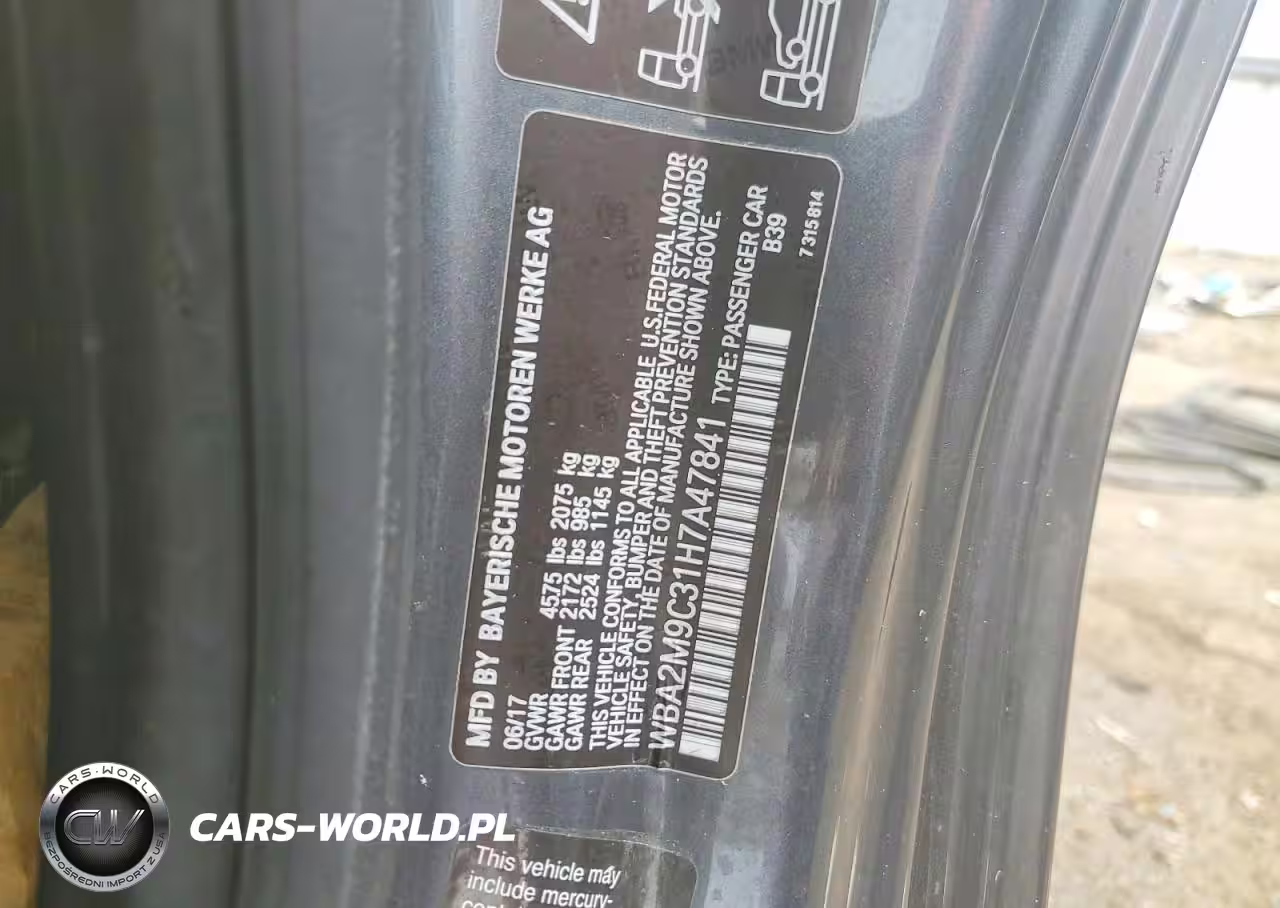 MFD BY BAYERISCHE MOTOREN WERKE AG
06/17
GVWR 4575 lbs 2075 kg
GAWR FRONT 2172 lbs 985 kg
GAWR REAR 2524 lbs 1145 kg
THIS VEHICLE CONFORMS TO ALL APPLICABLE U.S. FEDERAL MOTOR
VEHICLE SAFETY, BUMPER AND THEFT PREVENTION STANDARDS
IN EFFECT ON THE DATE OF MANUFACTURE SHOWN ABOVE.
WBA2M9C31H7A47841 TYPE: PASSENGER CAR
B39
7315814
This vehicle may
include mercury-
CARS-WORLD
CW
BEZPOŚREDNI IMPORT Z USA
CARS-WORLD.PL